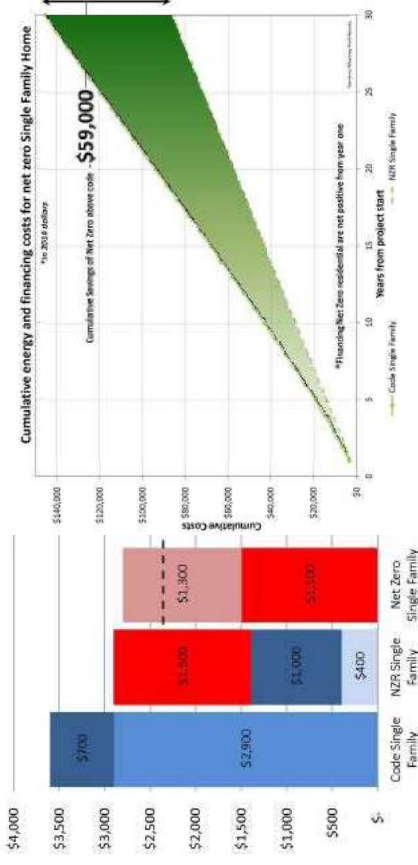 $4,000
$3,500
$3,000
$2,500
$2,000
$1,500
$1,000
$500
$-
$700
$2,900
$1,500
$1,000
$400
$1,300
$1,500
Code Single
Family
NZR Single
Family
Net Zero
Single Family
Cumulative energy and financing costs for net zero Single Family Home
*in 2014 dollars
Cumulative Savings of Net Zero above code - $59,000
*Financing Net Zero residential are net positive from year one
Cumulative Costs
$140,000
$120,000
$100,000
$80,000
$60,000
$40,000
$20,000
$0
0
5
10
15
20
25
30
Years from project start
Code Single Family
NZR Single Family